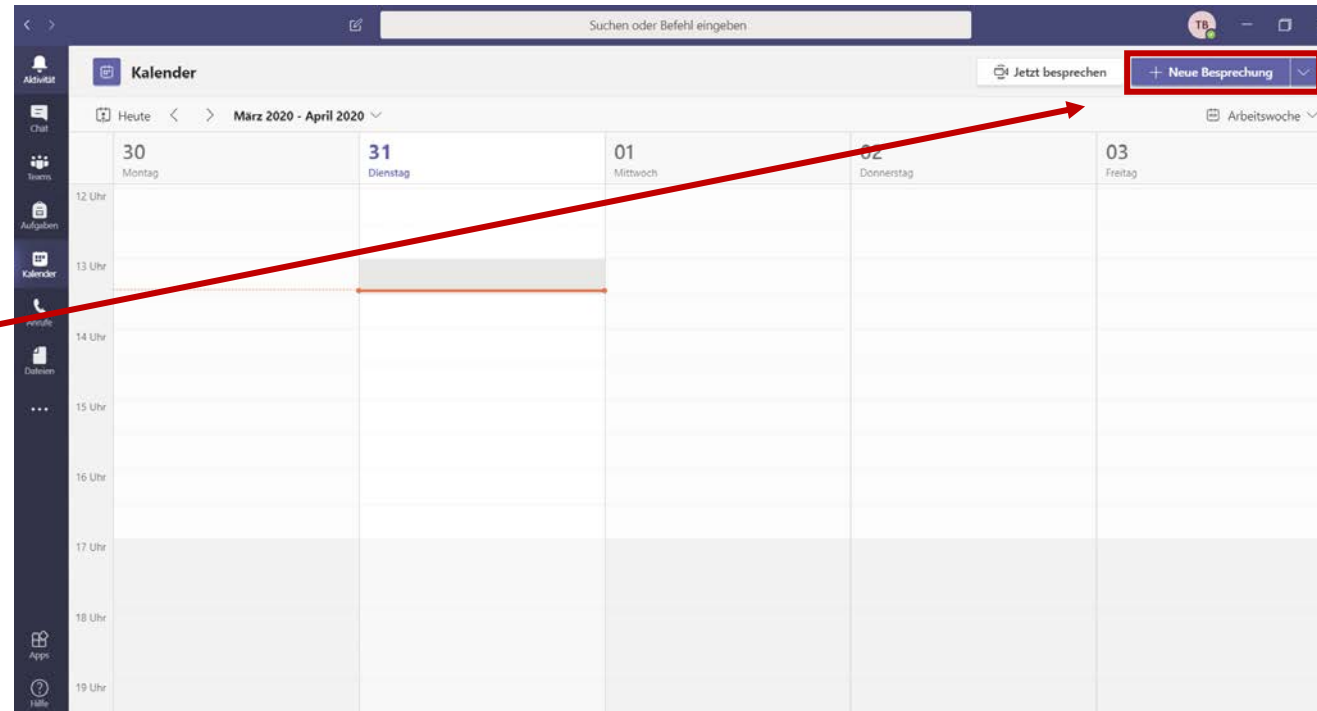 Suchen oder Befehl eingeben
TB
Aktivität
Kalender
Jetzt besprechen
+ Neue Besprechung
Chat
Heute
März 2020 - April 2020
Arbeitswoche
Teams
30
Montag
31
Dienstag
01
Mittwoch
02
Donnerstag
03
Freitag
Aufgaben
12 Uhr
Kalender
13 Uhr
Anrufe
14 Uhr
Dateien
15 Uhr
16 Uhr
17 Uhr
18 Uhr
Apps
19 Uhr
Hilfe